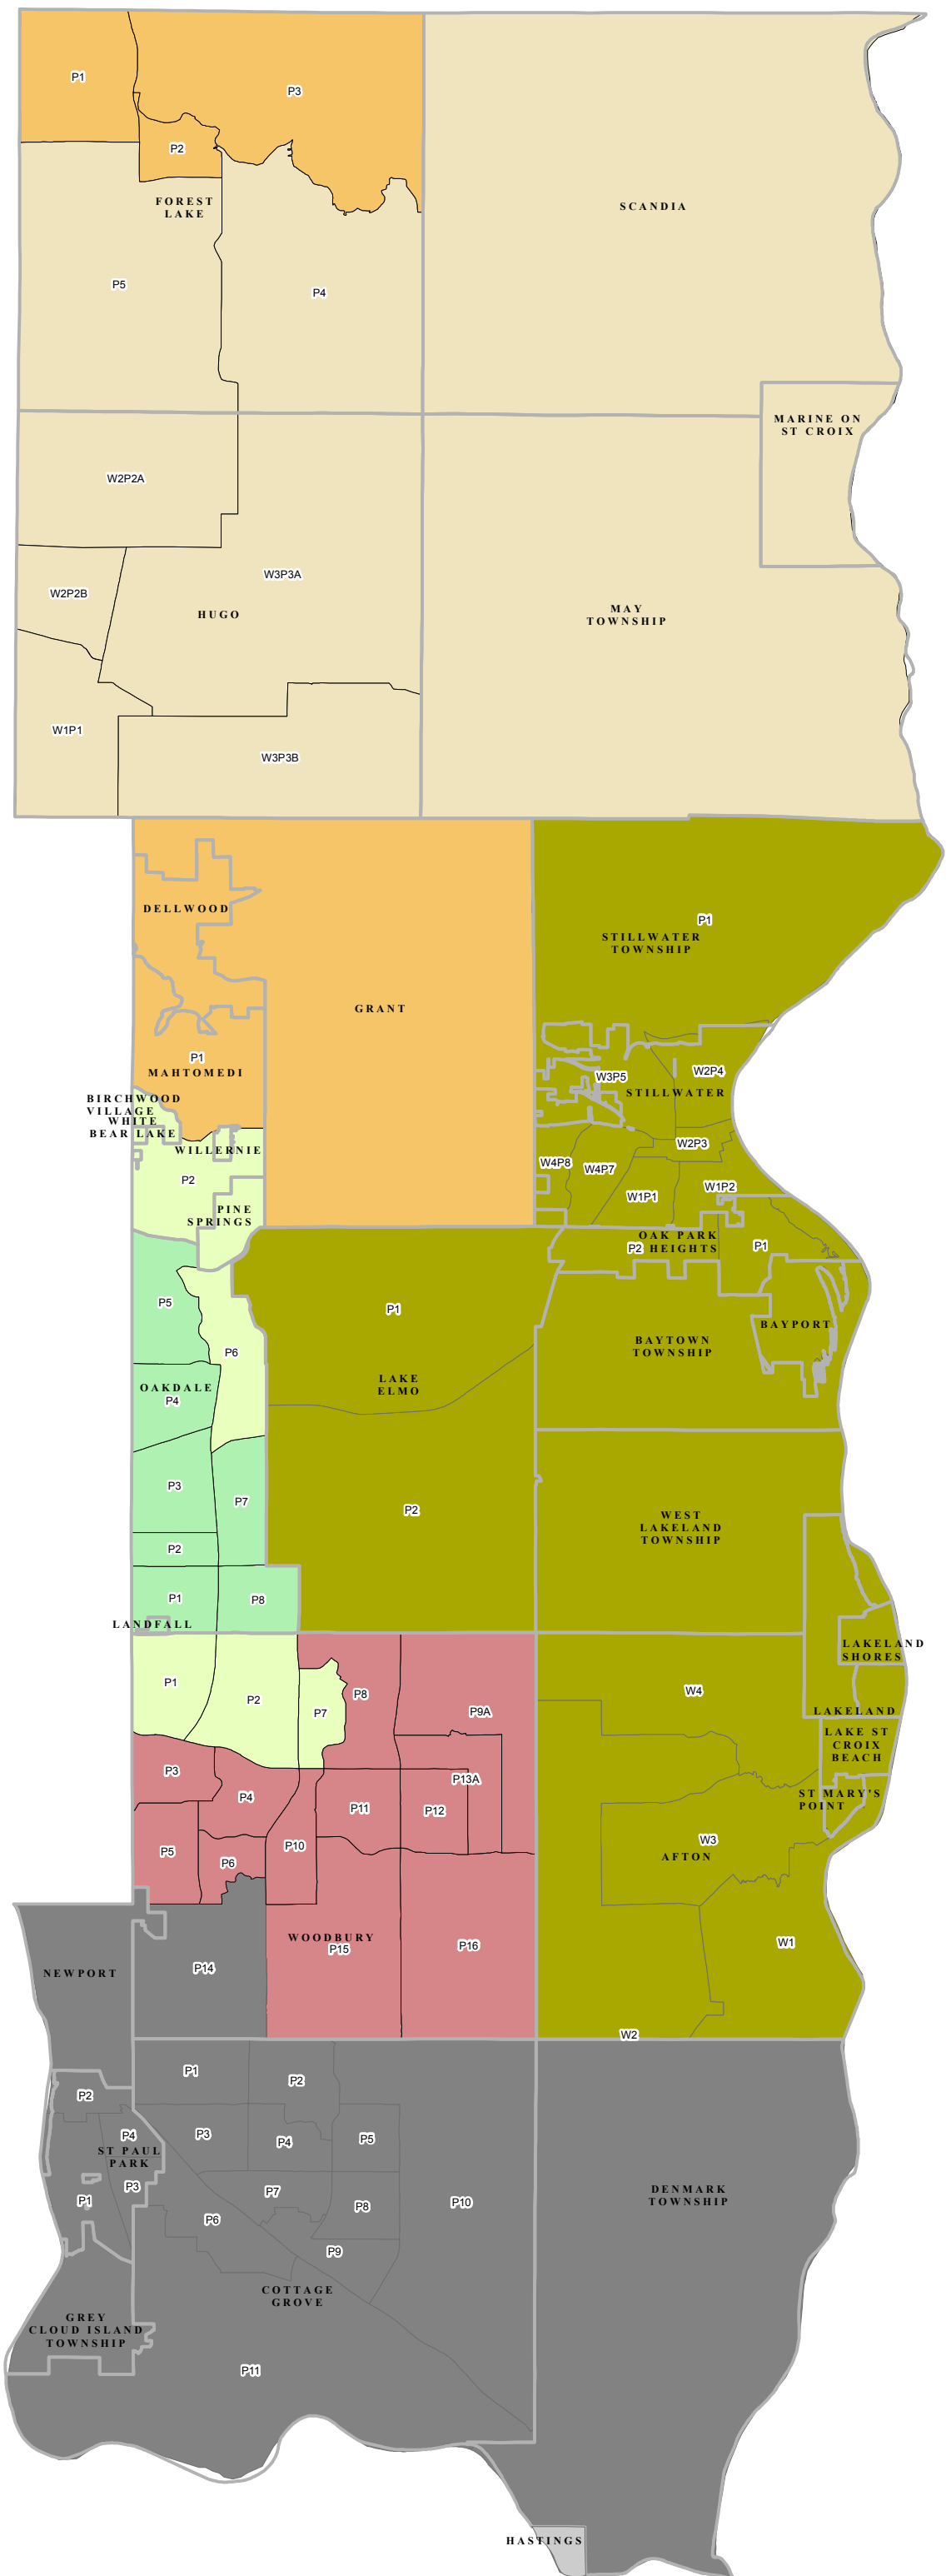 P1
P3
P2
FOREST
LAKE
SCANDIA
P5
P4
MARINE ON
ST CROIX
W2P2A
W3P3A
W2P2B
HUGO
MAY
TOWNSHIP
W1P1
W3P3B
DELLWOOD
P1
STILLWATER
TOWNSHIP
GRANT
P1
MAHTOMEDI
W3P5
W2P4
STILLWATER
BIRCHWOOD
VILLAGE
WHITE
BEAR LAKE
WILLERNIE
W2P3
W4P8
W4P7
P2
W1P1
W1P2
PINE
SPRINGS
OAK PARK
P2 HEIGHTS
P1
P5
P1
BAYPORT
P6
BAYTOWN
TOWNSHIP
LAKE
ELMO
OAKDALE
P4
P3
P7
P2
WEST
LAKELAND
TOWNSHIP
P2
P1
P8
LANDFALL
LAKELAND
SHORES
P1
P2
P7
P8
P9A
W4
LAKELAND
LAKE ST
CROIX
BEACH
P3
P13A
P4
P11
P12
ST MARY'S
POINT
W3
P10
P5
P6
AFTON
WOODBURY
P15
P16
W1
P14
NEWPORT
W2
P1
P2
P2
P4
P3
P4
P5
ST PAUL
PARK
P3
P7
P1
P8
P10
DENMARK
TOWNSHIP
P6
P9
COTTAGE
GROVE
GREY
CLOUD ISLAND
TOWNSHIP
P11
HASTINGS